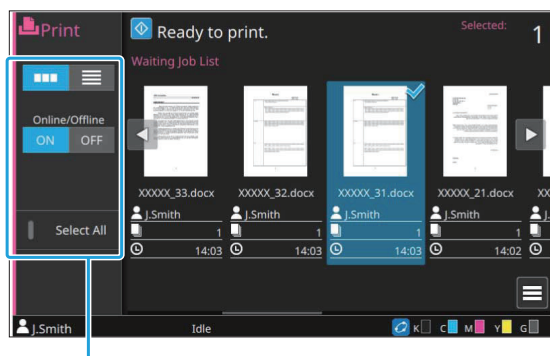 Print
Ready to print.
Selected:
1
Waiting Job List
Online/Offline
ON OFF
Select All
XXXXX_33.docx XXXXX_32.docx XXXXX_31.docx XXXXX_21.docx XX
J.Smith J.Smith J.Smith J.Smith J.
1 1 1 1
14:03 14:03 14:03 14:02
J.Smith Idle K C M Y G